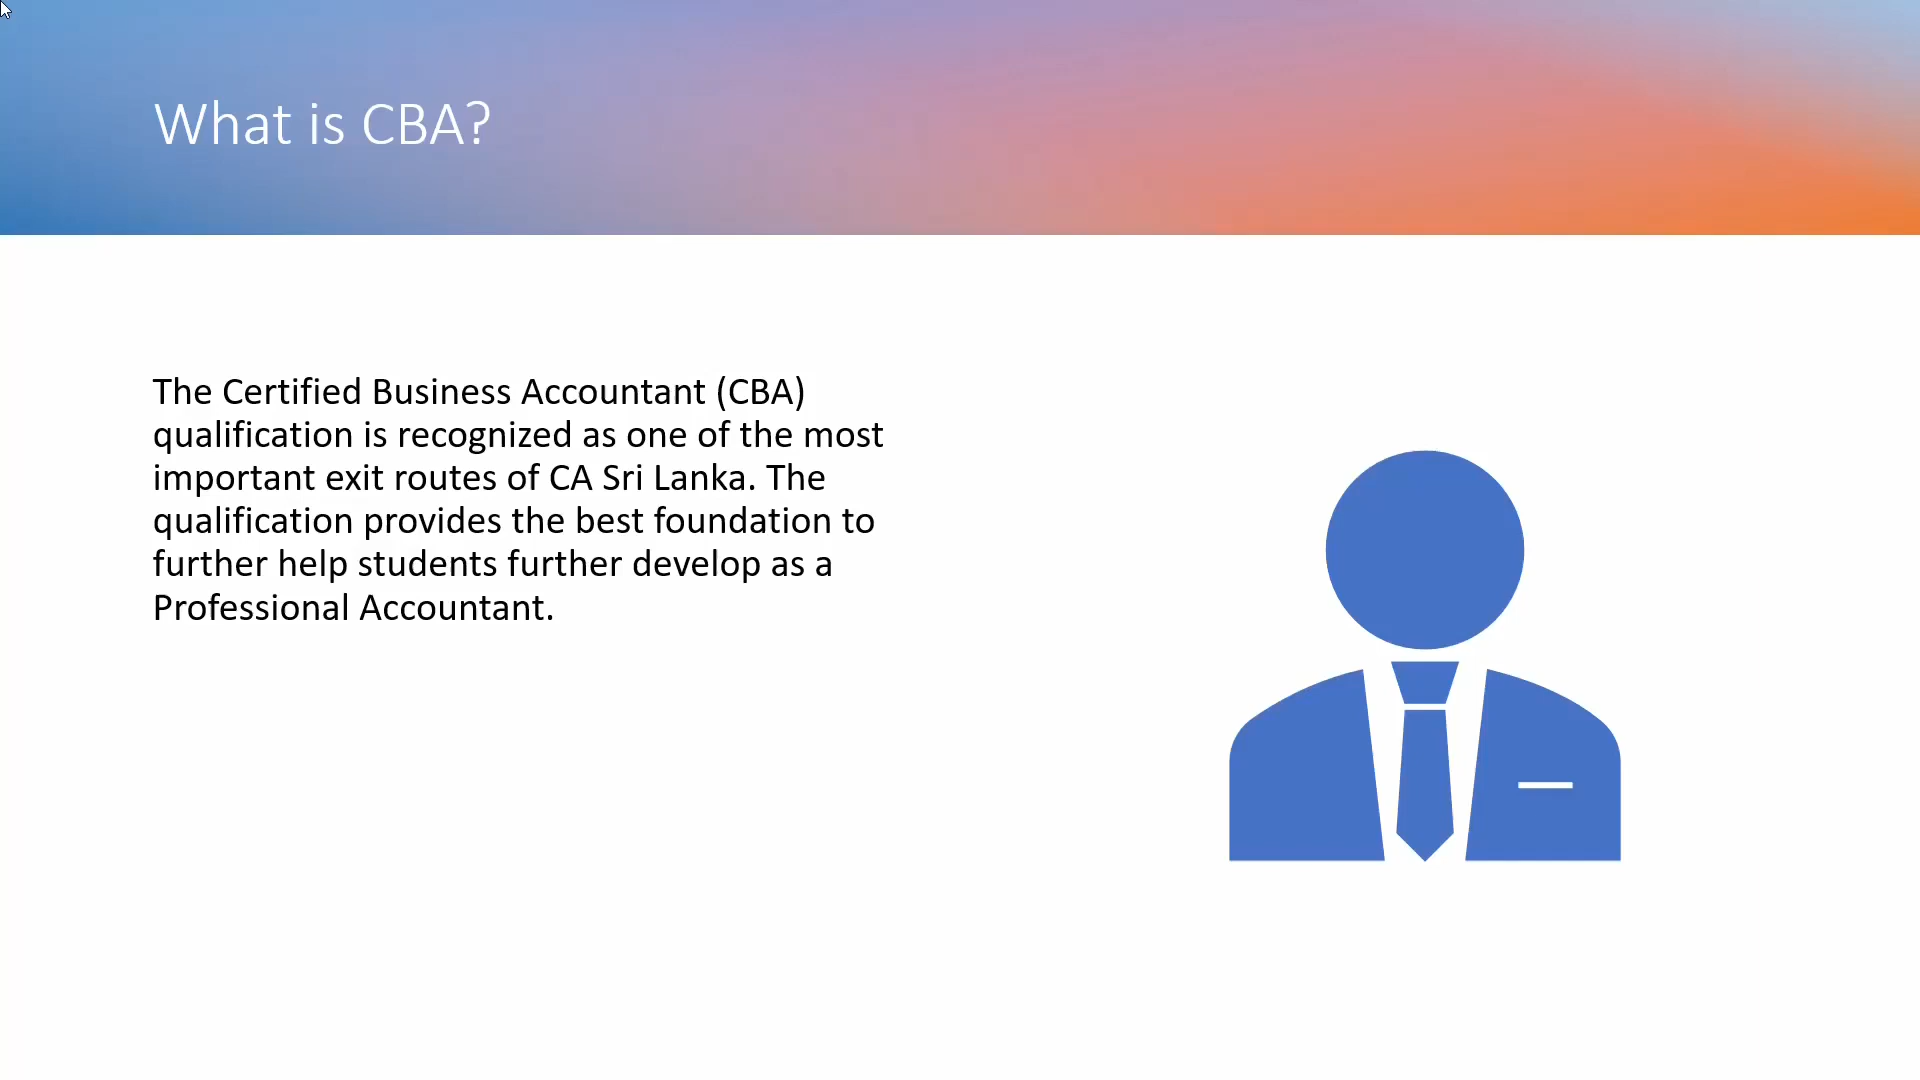 What is CBA?
The Certified Business Accountant (CBA)
qualification is recognized as one of the most
important exit routes of CA Sri Lanka. The
qualification provides the best foundation to
further help students further develop as a
Professional Accountant.